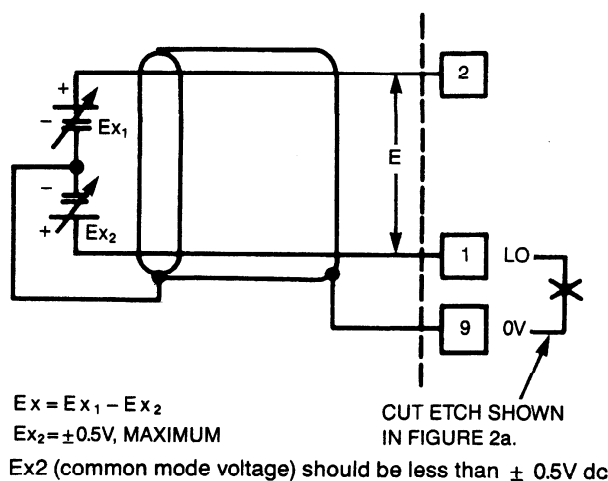 2
+
−
Ex₁
E
−
+
Ex₂
1 LO
9 0V
Ex = Ex₁ − Ex₂
Ex₂ = ±0.5V, MAXIMUM
CUT ETCH SHOWN
IN FIGURE 2a.
Ex2 (common mode voltage) should be less than ± 0.5V dc